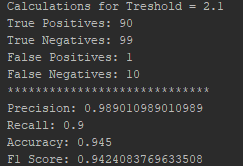 Calculations for Treshold = 2.1
True Positives: 90
True Negatives: 99
False Positives: 1
False Negatives: 10
*****************************
Precision: 0.989010989010989
Recall: 0.9
Accuracy: 0.945
F1 Score: 0.9424083769633508